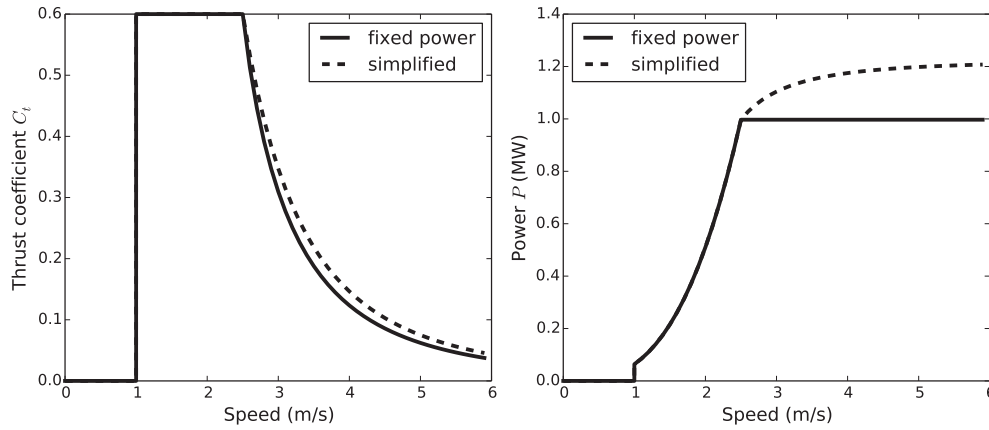 0.6
0.5
0.4
0.3
0.2
0.1
0.0
Thrust coefficient Cₜ
0 1 2 3 4 5 6
Speed (m/s)
fixed power
simplified
1.4
1.2
1.0
0.8
0.6
0.4
0.2
0.0
Power P (MW)
0 1 2 3 4 5 6
Speed (m/s)
fixed power
simplified